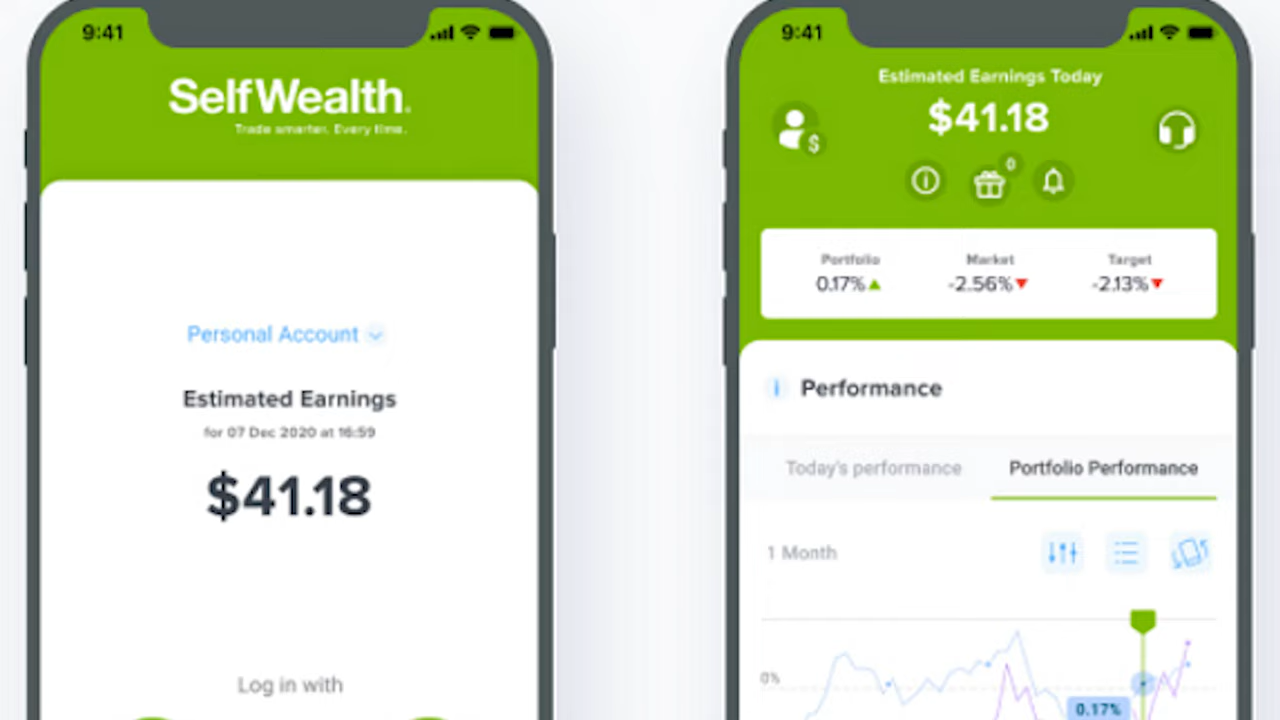 9:41
SelfWealth.
Trade smarter. Every time.
Personal Account
Estimated Earnings
for 07 Dec 2020 at 16:59
$41.18
Log in with
9:41
Estimated Earnings Today
$41.18
$
0
Portfolio Market Target
0.17% -2.56% -2.13%
Performance
Today's performance Portfolio Performance
1 Month
0%
0.17%